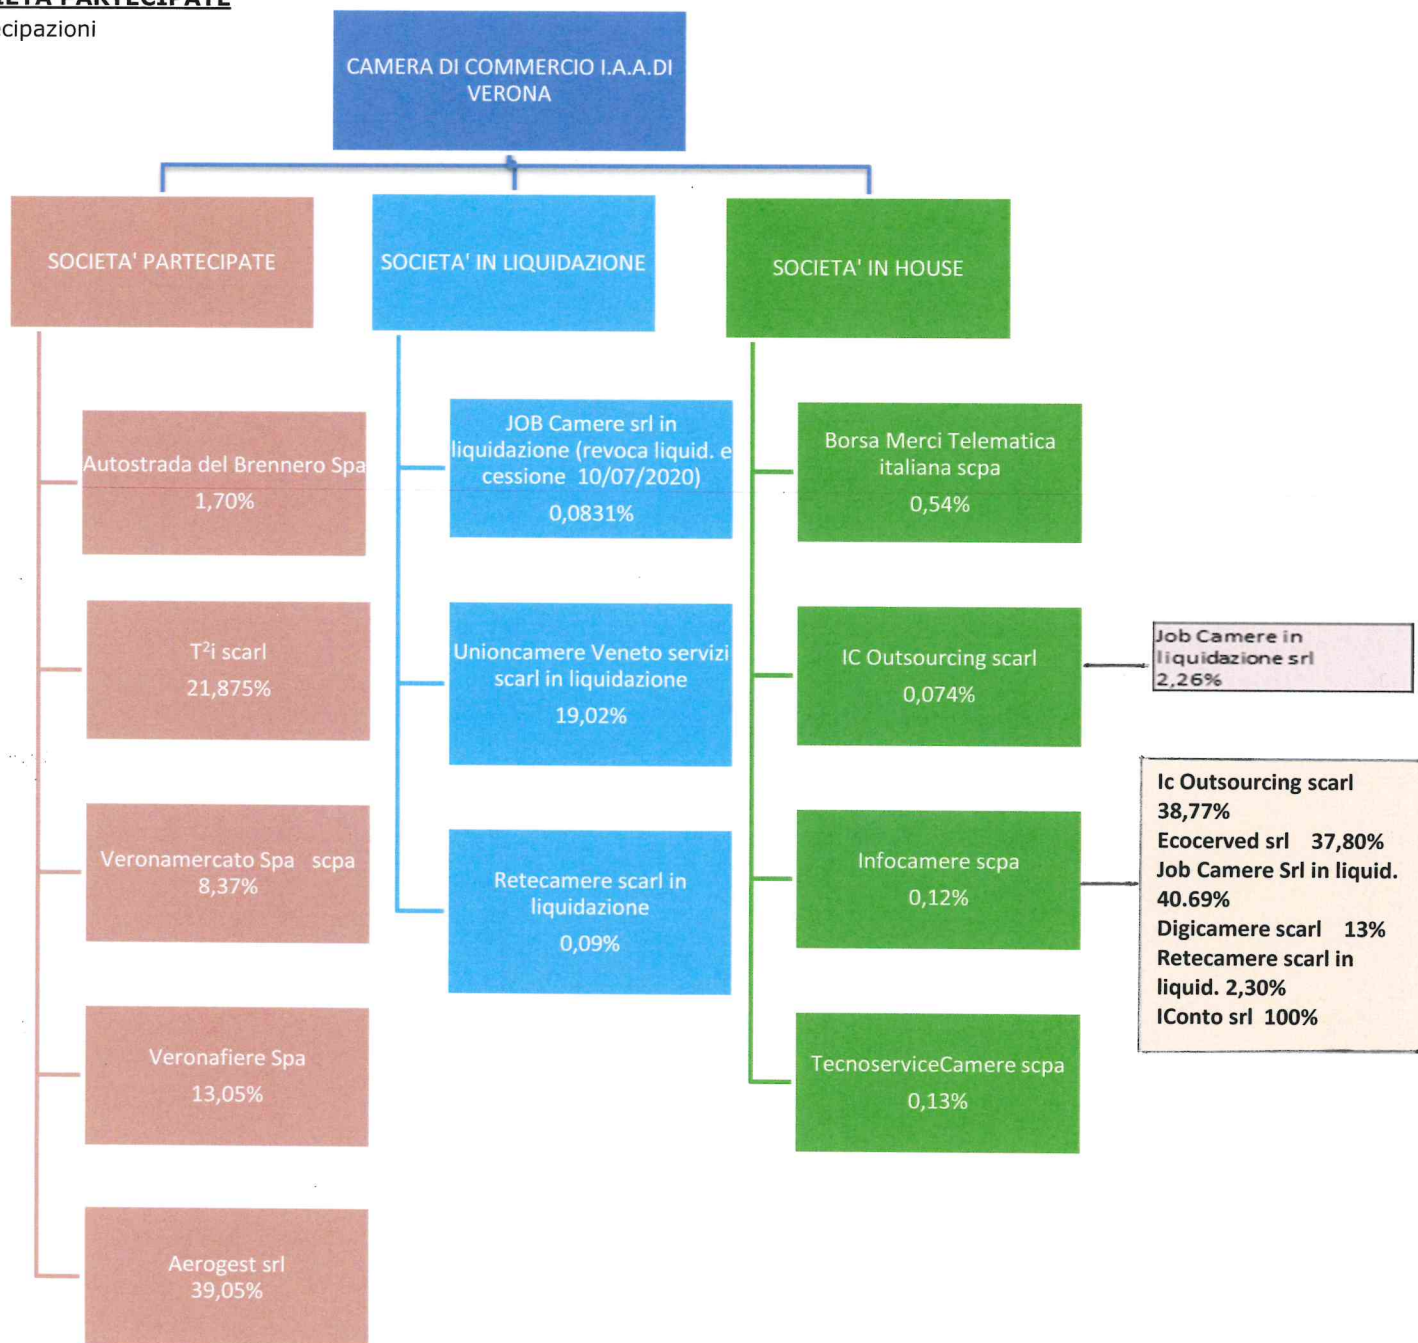 ecipazioni
CAMERA DI COMMERCIO I.A.A.DI
VERONA
SOCIETA' PARTECIPATE
SOCIETA' IN LIQUIDAZIONE
SOCIETA' IN HOUSE
Autostrada del Brennero Spa
1,70%
T²i scarl
21,875%
Veronamercato Spa scpa
8,37%
Veronafiere Spa
13,05%
Aerogest srl
39,05%
JOB Camere srl in
liquidazione (revoca liquid. e
cessione 10/07/2020)
0,0831%
Unioncamere Veneto servizi
scarl in liquidazione
19,02%
Retecamere scarl in
liquidazione
0,09%
Borsa Merci Telematica
italiana scpa
0,54%
IC Outsourcing scarl
0,074%
Job Camere in
liquidazione srl
2,26%
Infocamere scpa
0,12%
Ic Outsourcing scarl
38,77%
Ecocerved srl 37,80%
Job Camere Srl in liquid.
40.69%
Digicamere scarl 13%
Retecamere scarl in
liquid. 2,30%
IConto srl 100%
TecnoserviceCamere scpa
0,13%